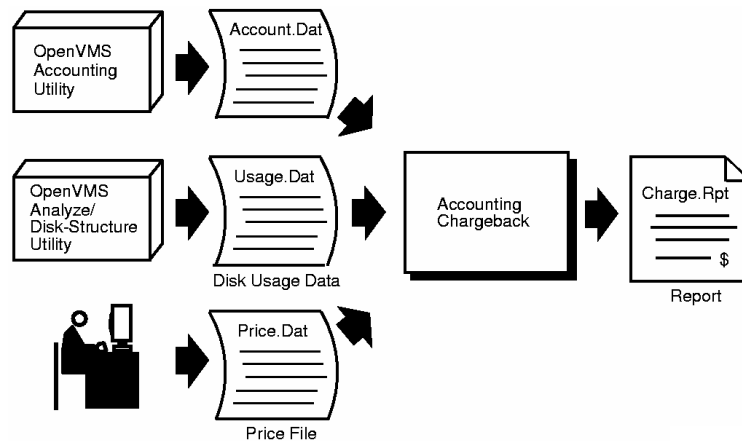 OpenVMS
Accounting
Utility
Account.Dat
OpenVMS
Analyze/
Disk-Structure
Utility
Usage.Dat
Disk Usage Data
Price.Dat
Price File
Accounting
Chargeback
Charge.Rpt
$
Report